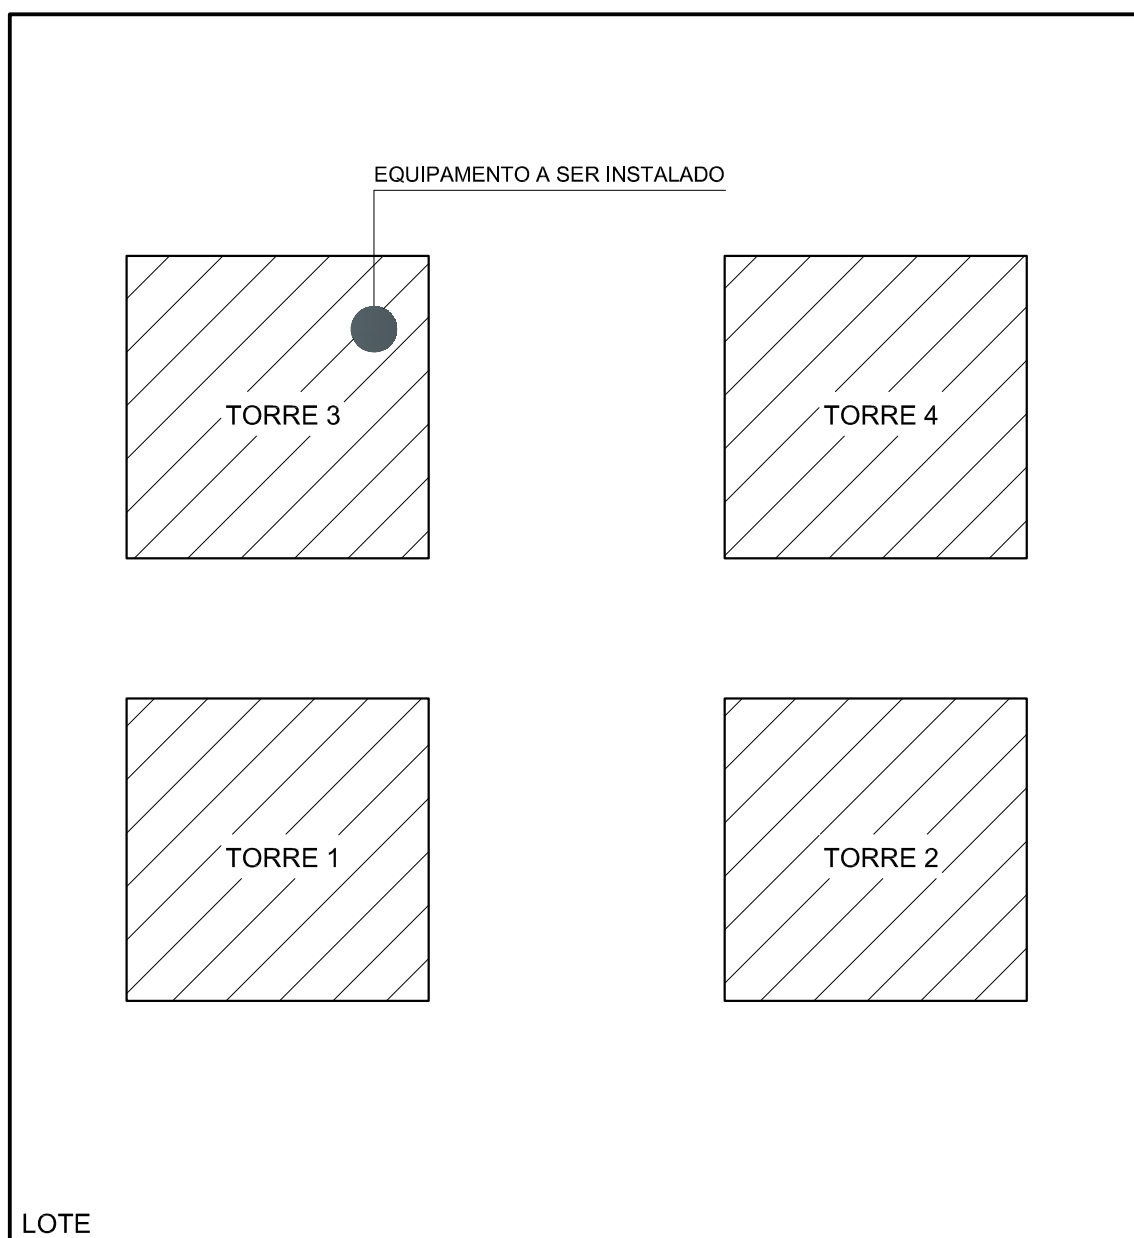 EQUIPAMENTO A SER INSTALADO
TORRE 3
TORRE 4
TORRE 1
TORRE 2
LOTE